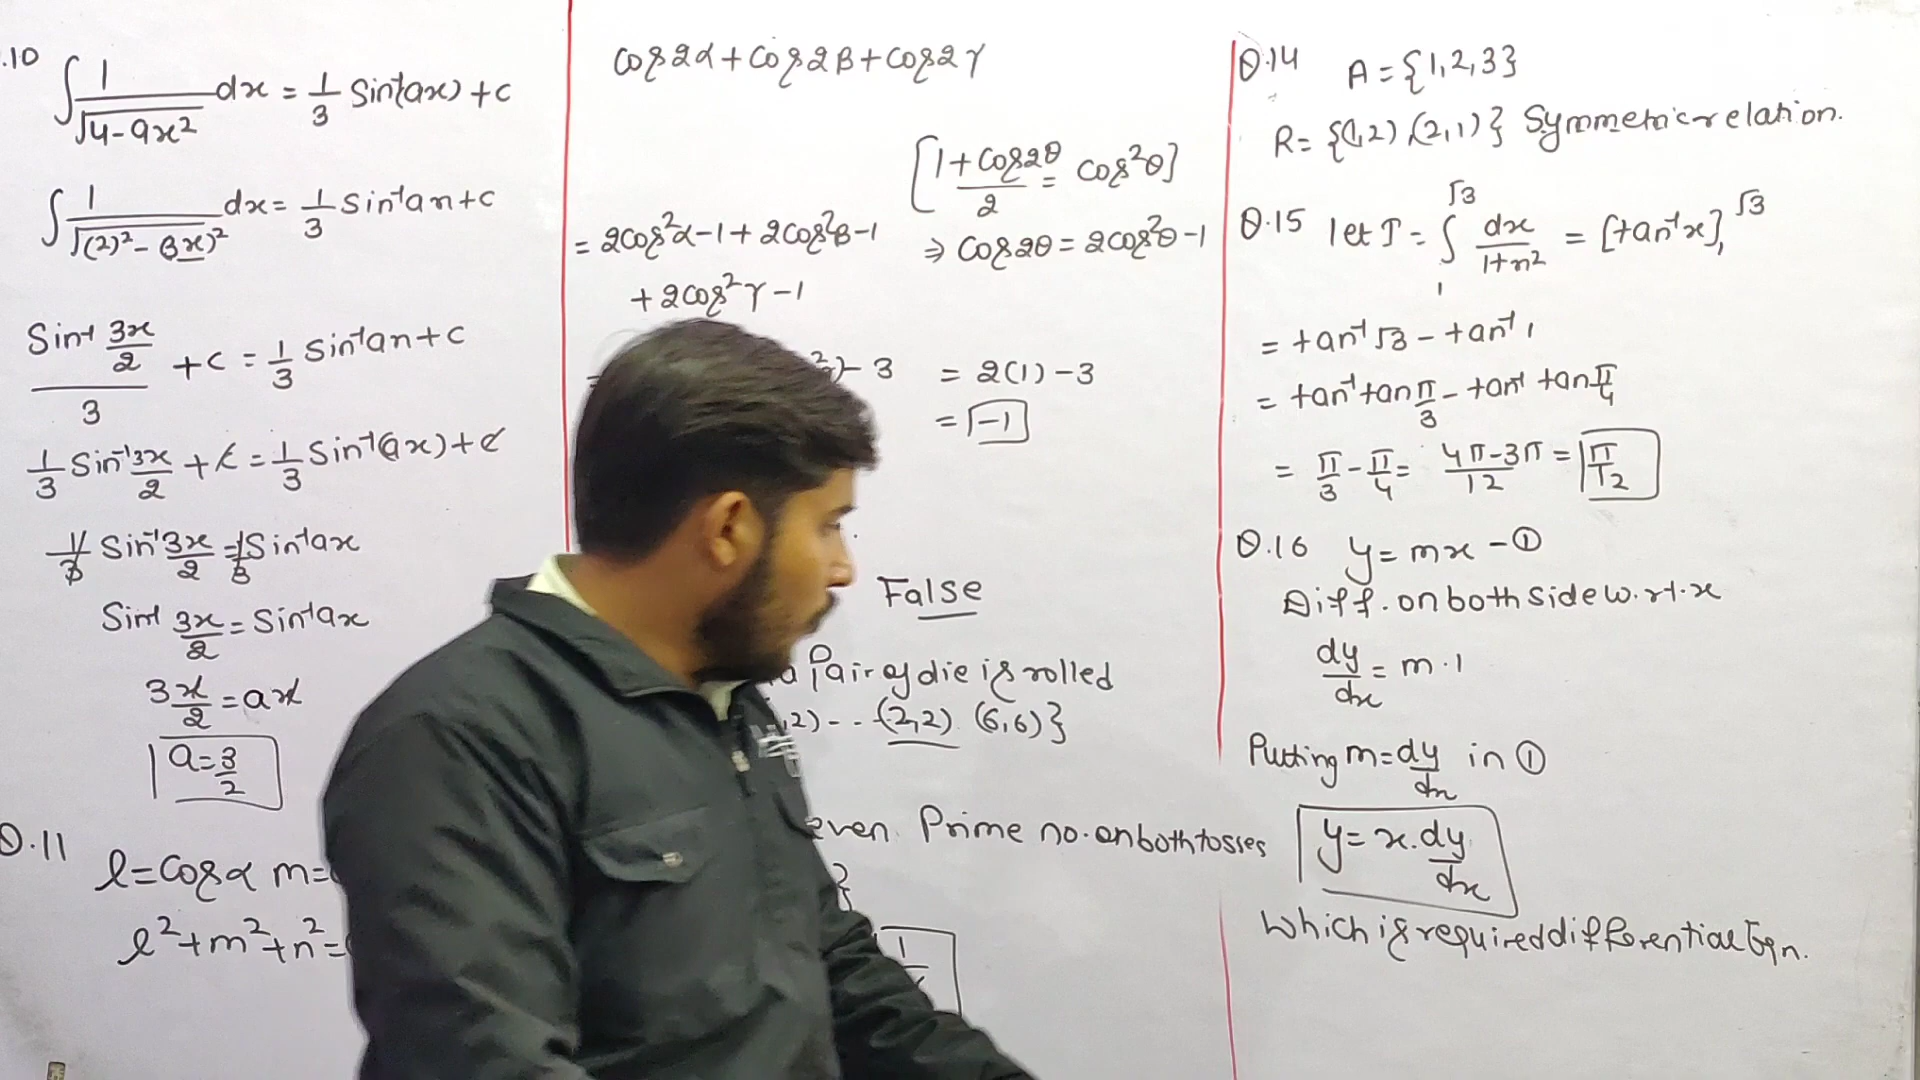 .10
∫ 1/√(4-9x²) dx = 1/3 Sin⁻¹(ax) + c
∫ 1/√((2)²-(3x)²) dx = 1/3 Sin⁻¹ax + c
Sin⁻¹ 3x/2 / 3 + c = 1/3 Sin⁻¹ax + c
1/3 Sin⁻¹ 3x/2 + c = 1/3 Sin⁻¹(ax) + c
1/3 Sin⁻¹ 3x/2 = 1/3 Sin⁻¹ax
Sin⁻¹ 3x/2 = Sin⁻¹ax
3x/2 = ax
a = 3/2
Q.11
l = Cosα m =
l² + m² + n² =
Cos2α + Cos2β + Cos2γ
[1+Cos2θ/2 = Cos²θ]
= 2Cos²α - 1 + 2Cos²β - 1
⇒ Cos2θ = 2Cos²θ - 1
+ 2Cos²γ - 1
²) - 3 = 2(1) - 3
= -1
False
a Pair of die is rolled
,2) -- (2,2) (6,6)}
even Prime no. on both tosses
}
1
Q.14 A = {1,2,3}
R = {(1,2),(2,1)} Symmetric relation.
Q.15 let I = ∫₁^√3 dx/1+x² = [tan⁻¹x]₁^√3
= tan⁻¹√3 - tan⁻¹1
= tan⁻¹ tan π/3 - tan⁻¹ tan π/4
= π/3 - π/4 = 4π-3π/12 = π/12
Q.16 y = mx - ①
Diff. on both side w.r.t. x
dy/dx = m.1
Putting m = dy/dx in ①
y = x.dy/dx
Which is required differential Eqn.